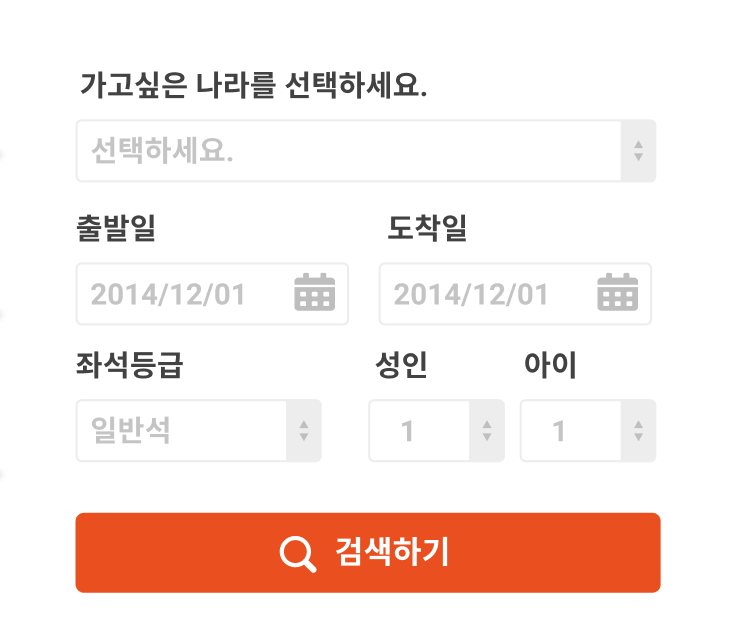 가고싶은 나라를 선택하세요.
선택하세요.
출발일 도착일
2014/12/01 2014/12/01
좌석등급 성인 아이
일반석 1 1
검색하기